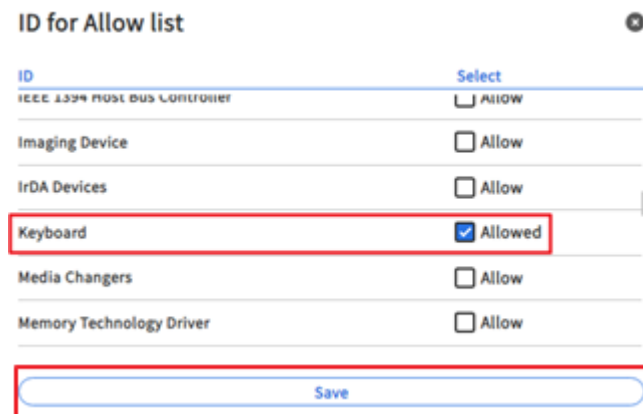 ID for Allow list
ID Select
IEEE 1394 Host Bus Controller Allow
Imaging Device Allow
IrDA Devices Allow
Keyboard Allowed
Media Changers Allow
Memory Technology Driver Allow
Save